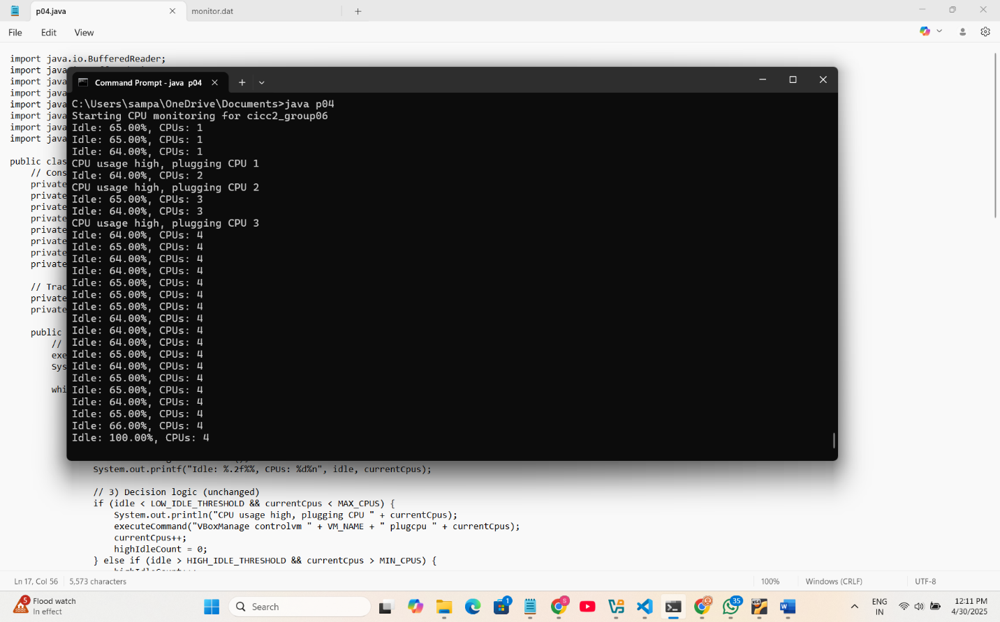 p04.java
monitor.dat
File Edit View
import java.io.BufferedReader;
import java
import java
import java
import java
import java
import java
import java
public clas
// Cons
private
private
private
private
private
private
private
private
// Trac
private
private
public
//
exe
Sys
whi
Command Prompt - java p04
C:\Users\sampa\OneDrive\Documents>java p04
Starting CPU monitoring for cicc2_group06
Idle: 65.00%, CPUs: 1
Idle: 65.00%, CPUs: 1
Idle: 64.00%, CPUs: 1
CPU usage high, plugging CPU 1
Idle: 64.00%, CPUs: 2
CPU usage high, plugging CPU 2
Idle: 65.00%, CPUs: 3
Idle: 64.00%, CPUs: 3
CPU usage high, plugging CPU 3
Idle: 64.00%, CPUs: 4
Idle: 65.00%, CPUs: 4
Idle: 64.00%, CPUs: 4
Idle: 64.00%, CPUs: 4
Idle: 65.00%, CPUs: 4
Idle: 65.00%, CPUs: 4
Idle: 65.00%, CPUs: 4
Idle: 64.00%, CPUs: 4
Idle: 64.00%, CPUs: 4
Idle: 64.00%, CPUs: 4
Idle: 65.00%, CPUs: 4
Idle: 64.00%, CPUs: 4
Idle: 65.00%, CPUs: 4
Idle: 65.00%, CPUs: 4
Idle: 64.00%, CPUs: 4
Idle: 65.00%, CPUs: 4
Idle: 66.00%, CPUs: 4
Idle: 100.00%, CPUs: 4
System.out.printf("Idle: %.2f%%, CPUs: %d%n", idle, currentCpus);
// 3) Decision logic (unchanged)
if (idle < LOW_IDLE_THRESHOLD && currentCpus < MAX_CPUS) {
System.out.println("CPU usage high, plugging CPU " + currentCpus);
executeCommand("VBoxManage controlvm " + VM_NAME + " plugcpu " + currentCpus);
currentCpus++;
highIdleCount = 0;
} else if (idle > HIGH_IDLE_THRESHOLD && currentCpus > MIN_CPUS) {
Ln 17, Col 56 5,573 characters 100% Windows (CRLF) UTF-8
5 Flood watch
In effect
Search
1
5
35
ENG
IN
12:11 PM
4/30/2025